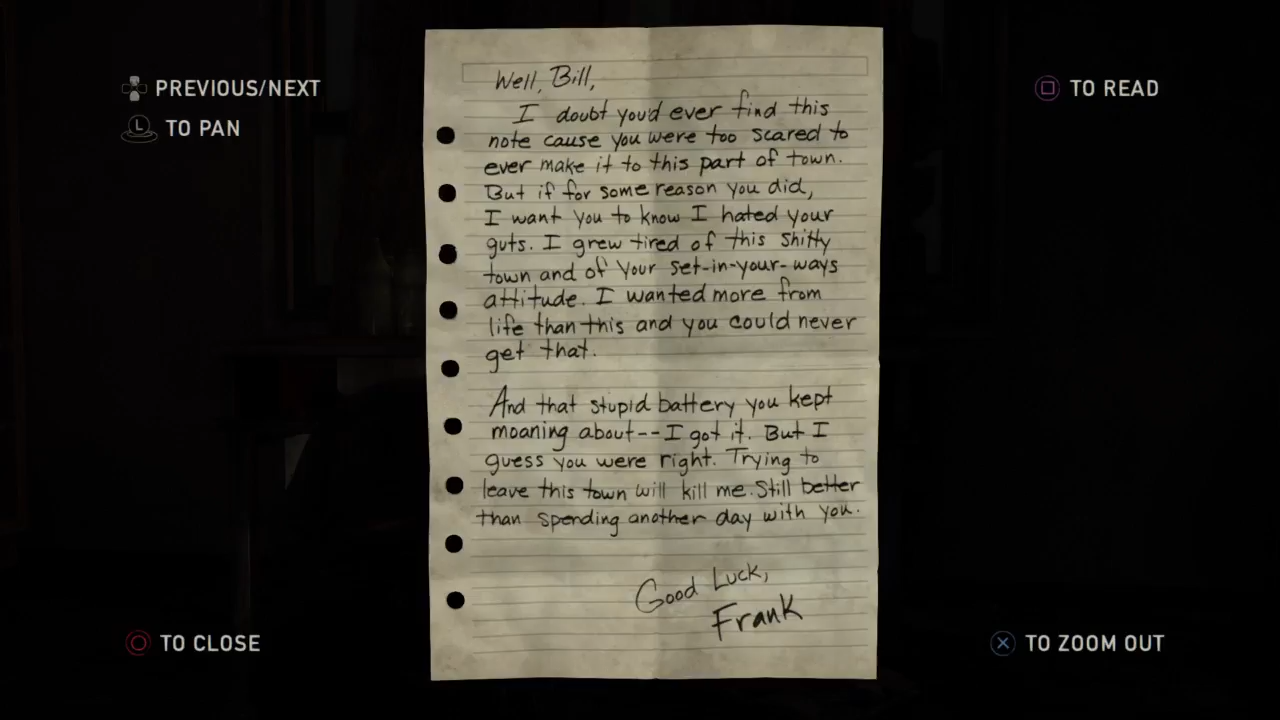 PREVIOUS/NEXT
L TO PAN
TO READ
Well, Bill,
I doubt you'd ever find this
note cause you were too scared to
ever make it to this part of town.
But if for some reason you did,
I want you to know I hated your
guts. I grew tired of this shitty
town and of your set-in-your-ways
attitude. I wanted more from
life than this and you could never
get that.
And that stupid battery you kept
moaning about--I got it. But I
guess you were right. Trying to
leave this town will kill me. Still better
than spending another day with you.
Good Luck,
Frank
TO CLOSE
TO ZOOM OUT